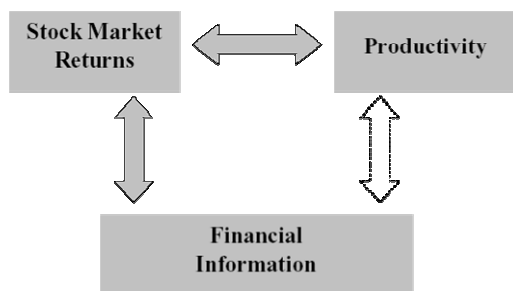 Stock Market
Returns
Productivity
Financial
Information